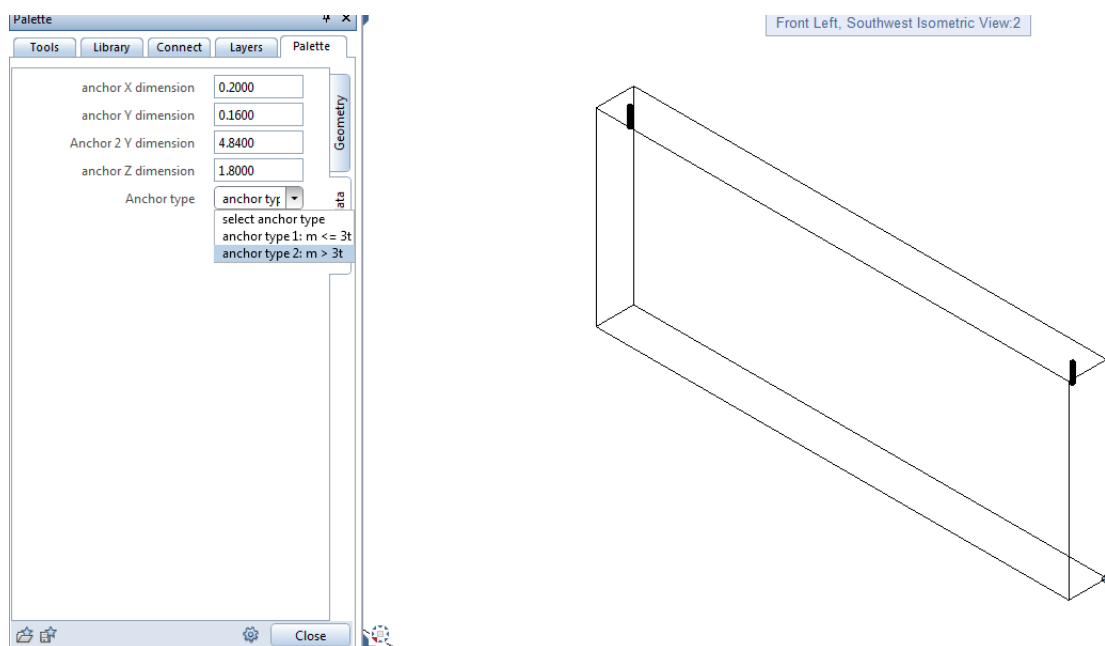 Palette
Front Left, Southwest Isometric View:2
Tools Library Connect Layers Palette
anchor X dimension 0.2000
anchor Y dimension 0.1600
Anchor 2 Y dimension 4.8400
anchor Z dimension 1.8000
Geometry
Anchor type anchor typ
select anchor type
anchor type 1: m <= 3t
anchor type 2: m > 3t
Close